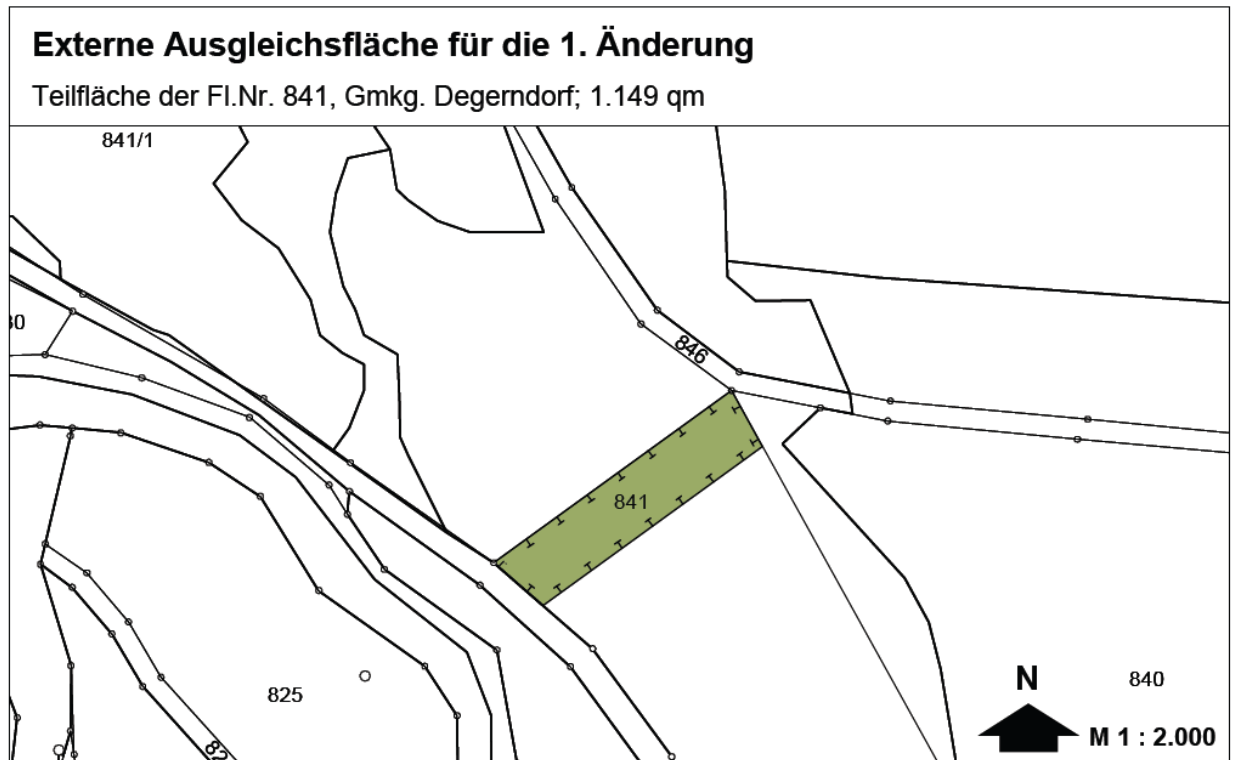 Externe Ausgleichsfläche für die 1. Änderung
Teilfläche der Fl.Nr. 841, Gmkg. Degerndorf; 1.149 qm
841/1
846
841
825
N
840
M 1 : 2.000